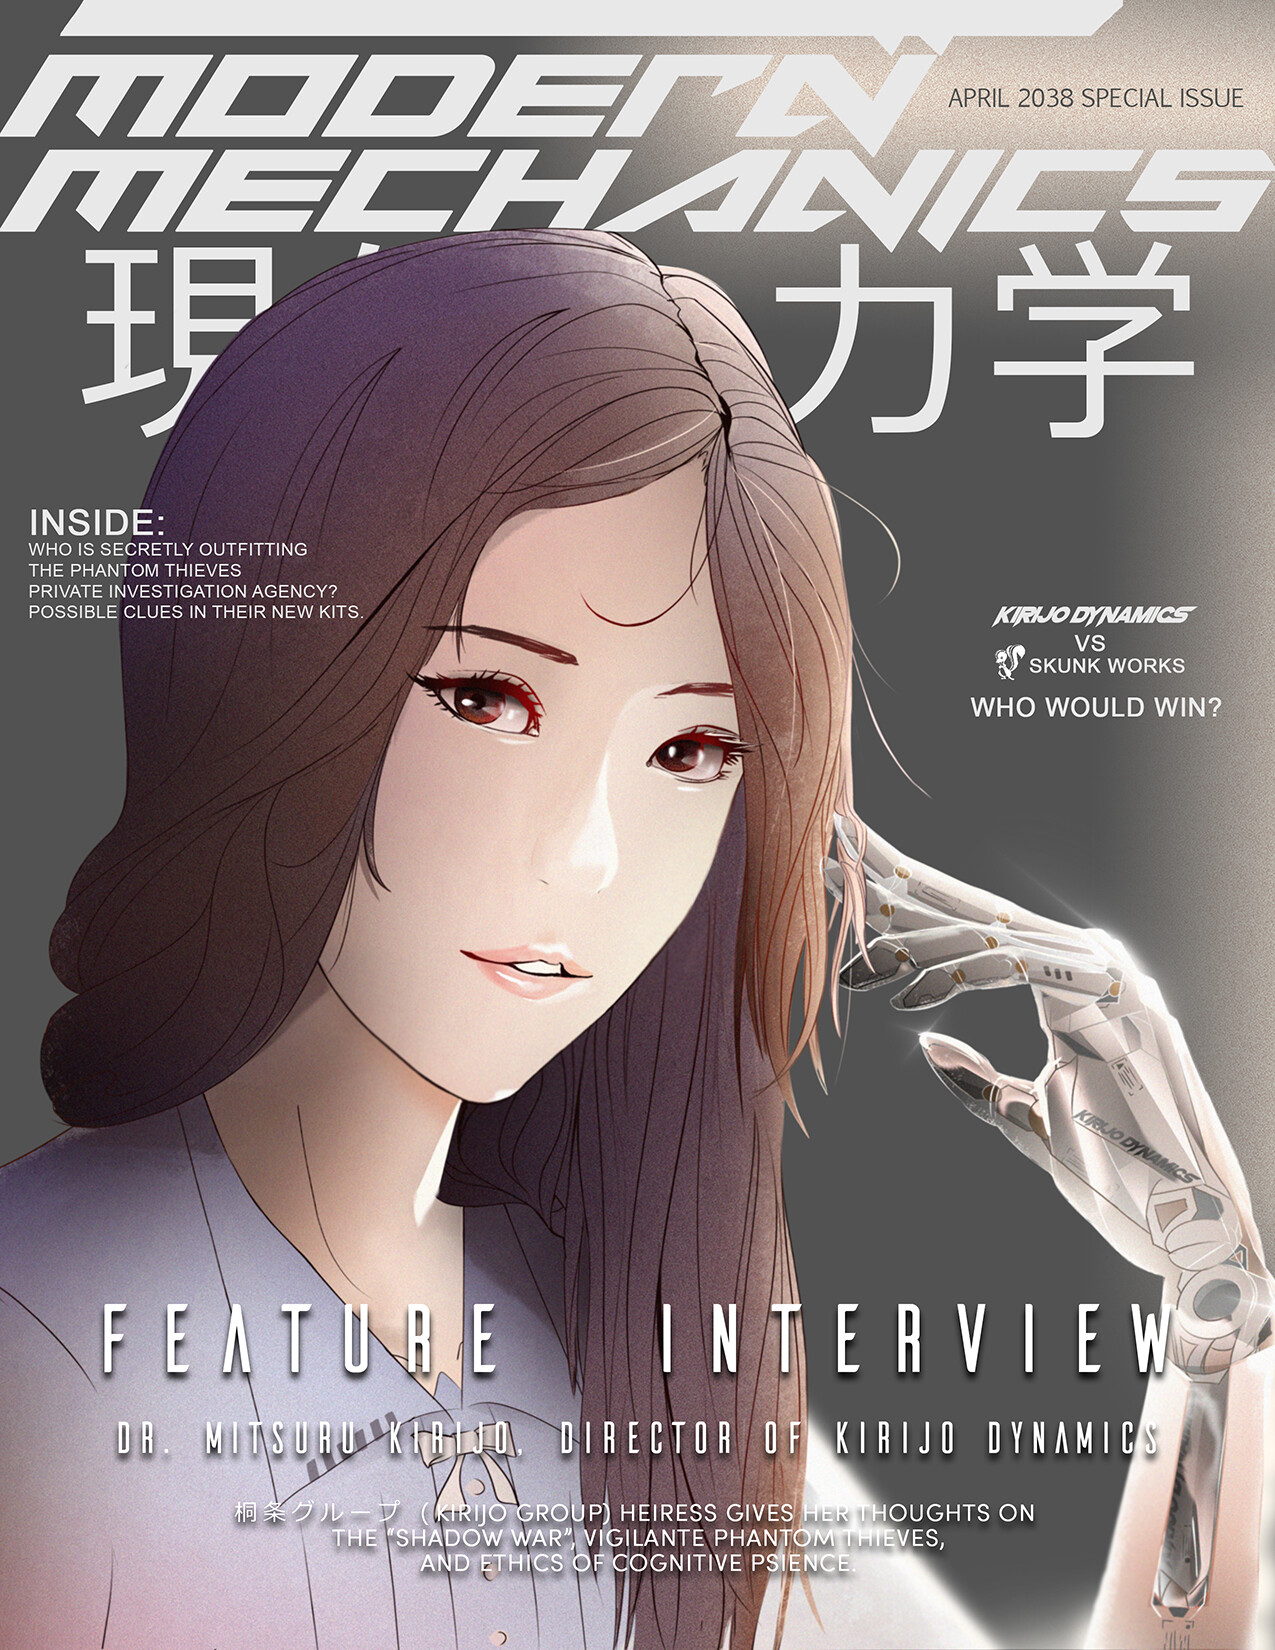 MODERN
APRIL 2038 SPECIAL ISSUE
MECHANICS
現 力学
INSIDE:
WHO IS SECRETLY OUTFITTING
THE PHANTOM THIEVES
PRIVATE INVESTIGATION AGENCY?
POSSIBLE CLUES IN THEIR NEW KITS.
KIRIJO DYNAMICS
VS
SKUNK WORKS
WHO WOULD WIN?
KIRIJO DYNAMICS
FEATURE INTERVIEW
DR. MITSURU KIRIJO, DIRECTOR OF KIRIJO DYNAMICS
桐条グループ (KIRIJO GROUP) HEIRESS GIVES HER THOUGHTS ON
THE “SHADOW WAR”, VIGILANTE PHANTOM THIEVES,
AND ETHICS OF COGNITIVE PSIENCE.